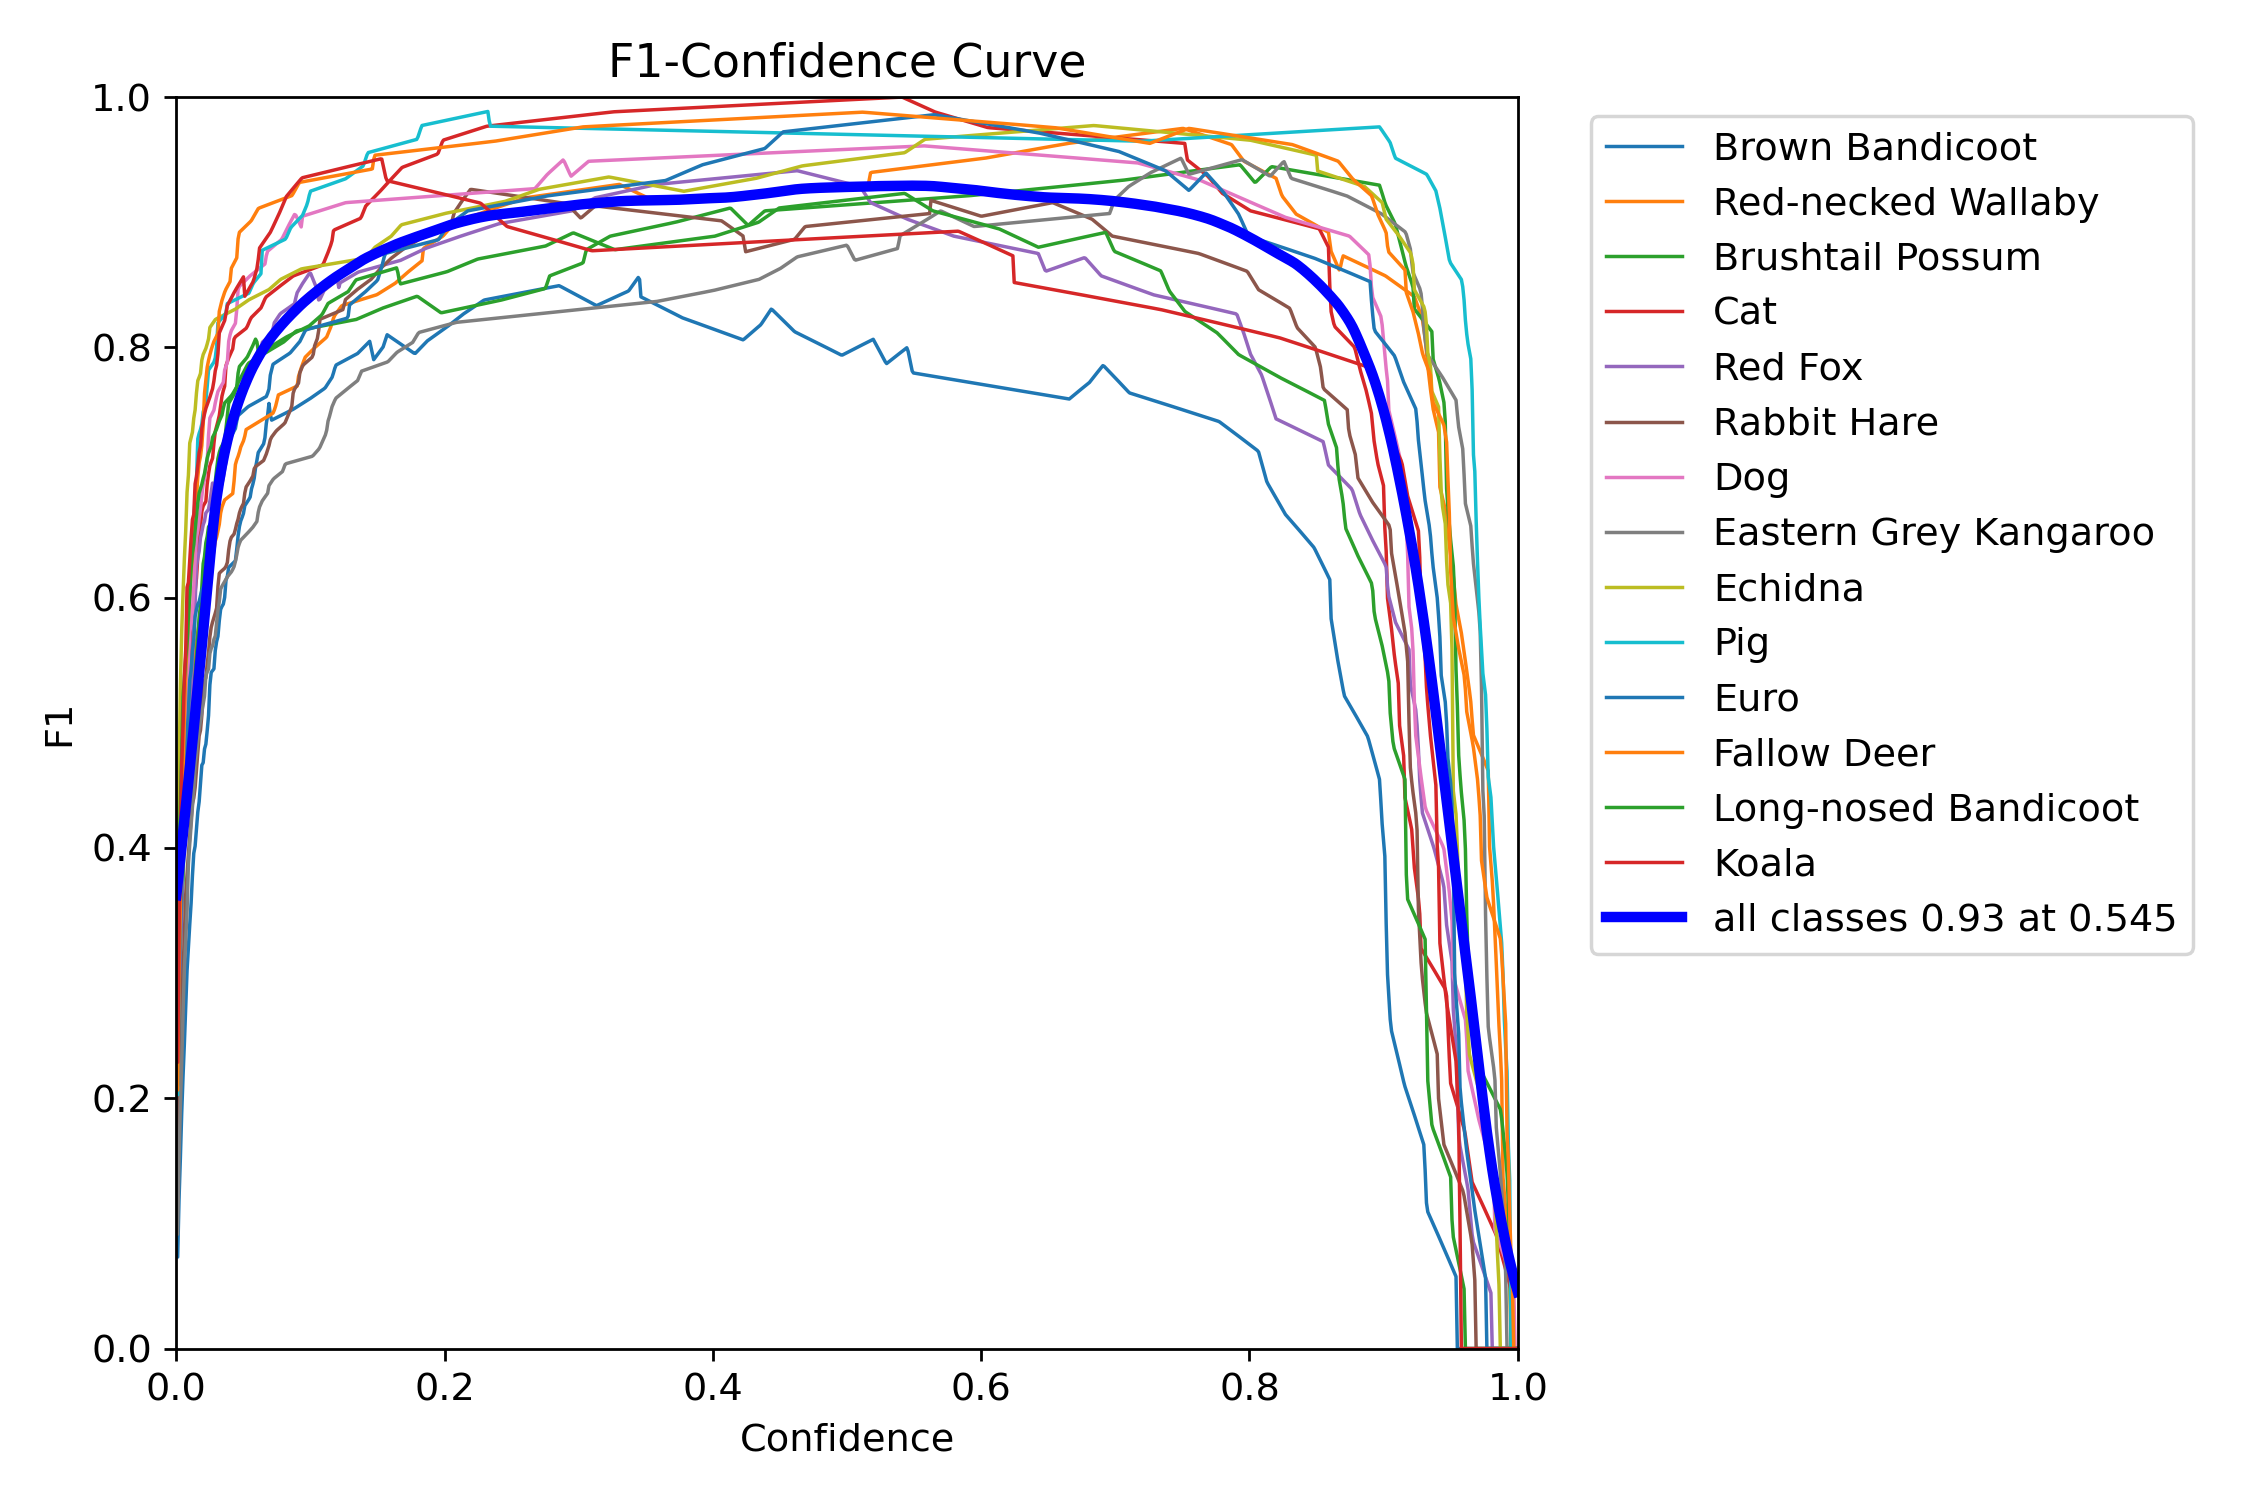 F1-Confidence Curve
1.0
0.8
0.6
0.4
0.2
0.0
F1
0.0 0.2 0.4 0.6 0.8 1.0
Confidence
Brown Bandicoot
Red-necked Wallaby
Brushtail Possum
Cat
Red Fox
Rabbit Hare
Dog
Eastern Grey Kangaroo
Echidna
Pig
Euro
Fallow Deer
Long-nosed Bandicoot
Koala
all classes 0.93 at 0.545